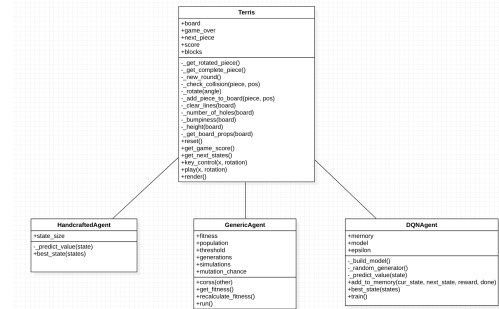 Terris
+board
+game_over
+next_piece
+score
+blocks
-_get_rotated_piece()
-_get_complete_piece()
-_new_round()
-_check_collision(piece, pos)
-_rotate(angle)
-_add_piece_to_board(piece, pos)
-_clear_lines(board)
-_number_of_holes(board)
-_bumpiness(board)
-_height(board)
-_get_board_props(board)
+reset()
+get_game_score()
+get_next_states()
+key_control(x, rotation)
+play(x, rotation)
+render()
HandcraftedAgent
+state_size
-_predict_value(state)
+best_state(states)
GenericAgent
+fitness
+population
+threshold
+generations
+simulations
+mutation_chance
+corss(other)
+get_fitness()
+recalculate_fitness()
+run()
DQNAgent
+memory
+model
+epsilon
-_build_model()
-_random_generator()
-_predict_value(state)
+add_to_memory(cur_state, next_state, reward, done)
+best_state(states)
+train()